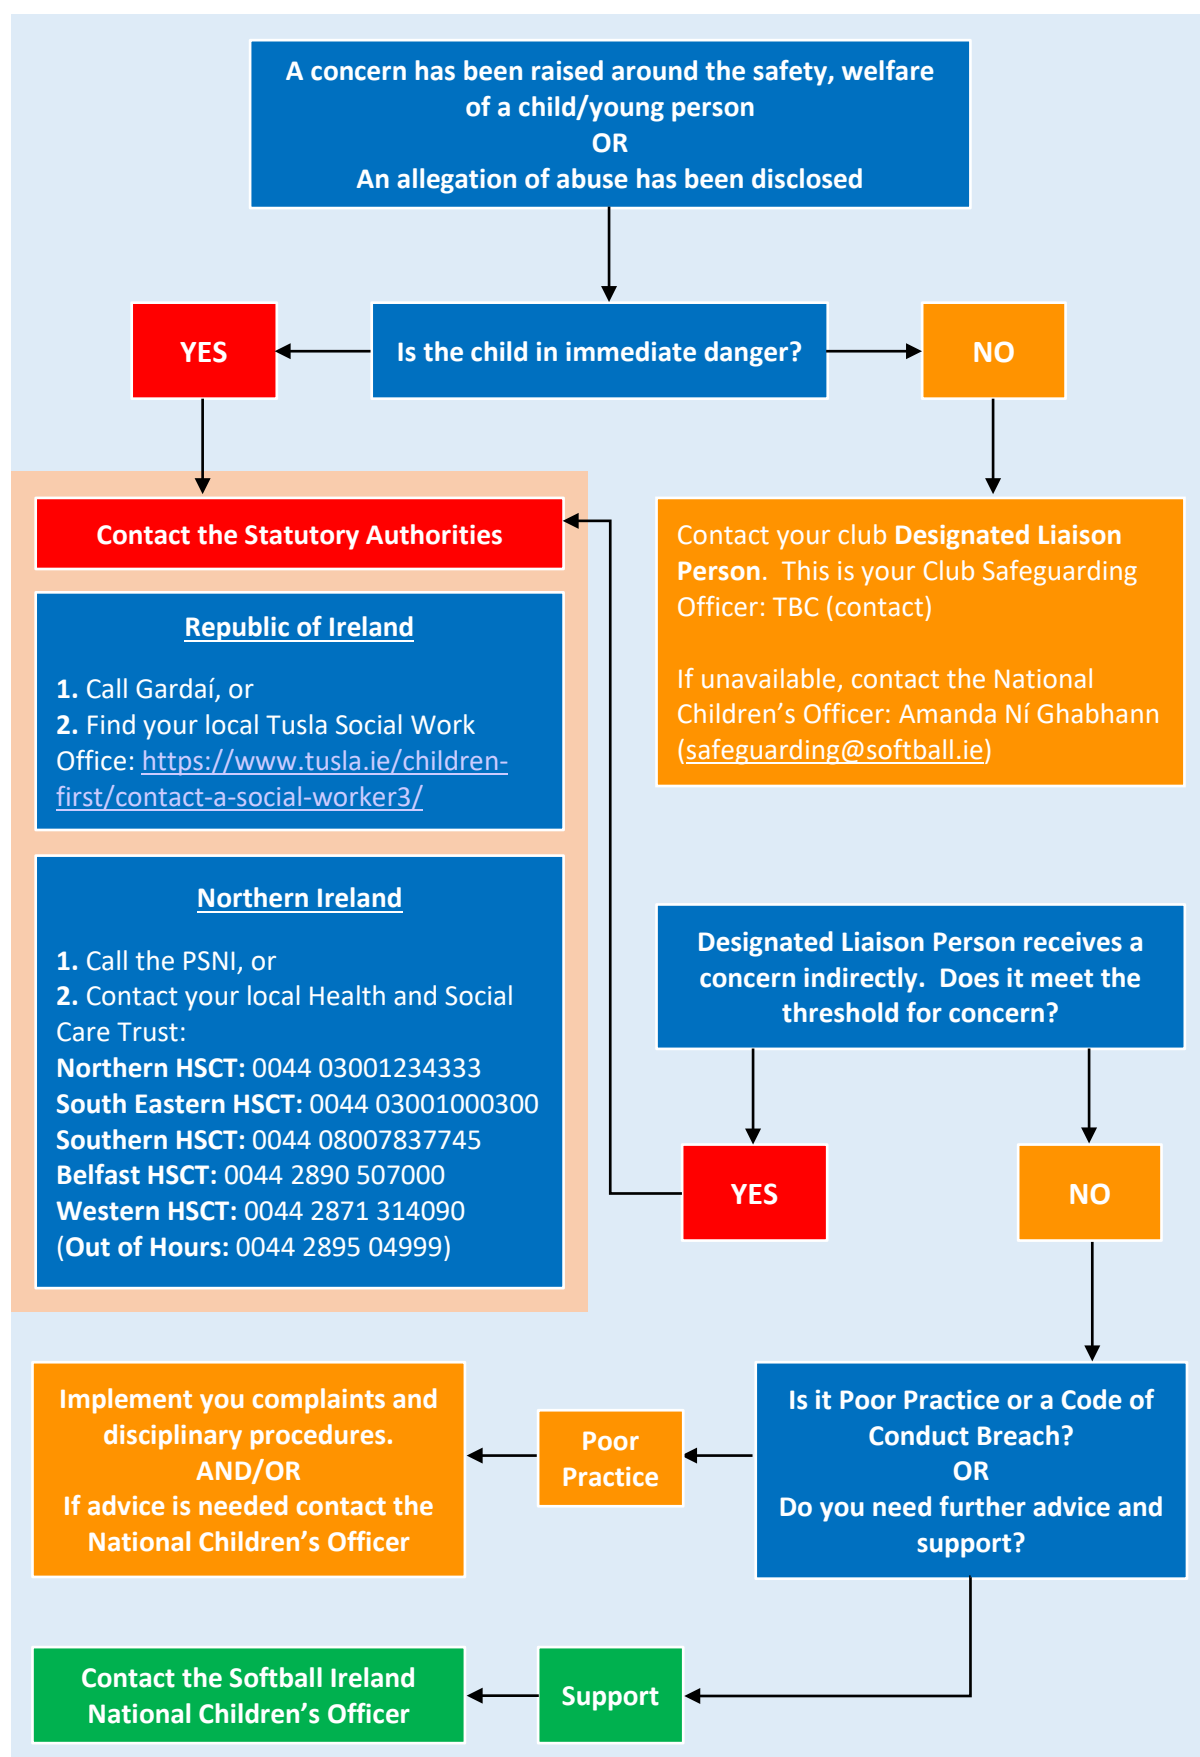 A concern has been raised around the safety, welfare
of a child/young person
OR
An allegation of abuse has been disclosed
YES
Is the child in immediate danger?
NO
Contact the Statutory Authorities
Republic of Ireland
1. Call Gardaí, or
2. Find your local Tusla Social Work
Office: https://www.tusla.ie/children-
first/contact-a-social-worker3/
Northern Ireland
1. Call the PSNI, or
2. Contact your local Health and Social
Care Trust:
Northern HSCT: 0044 03001234333
South Eastern HSCT: 0044 03001000300
Southern HSCT: 0044 08007837745
Belfast HSCT: 0044 2890 507000
Western HSCT: 0044 2871 314090
(Out of Hours: 0044 2895 04999)
Contact your club Designated Liaison
Person. This is your Club Safeguarding
Officer: TBC (contact)
If unavailable, contact the National
Children’s Officer: Amanda Ní Ghabhann
(safeguarding@softball.ie)
Designated Liaison Person receives a
concern indirectly. Does it meet the
threshold for concern?
YES
NO
Is it Poor Practice or a Code of
Conduct Breach?
OR
Do you need further advice and
support?
Poor
Practice
Implement you complaints and
disciplinary procedures.
AND/OR
If advice is needed contact the
National Children’s Officer
Support
Contact the Softball Ireland
National Children’s Officer